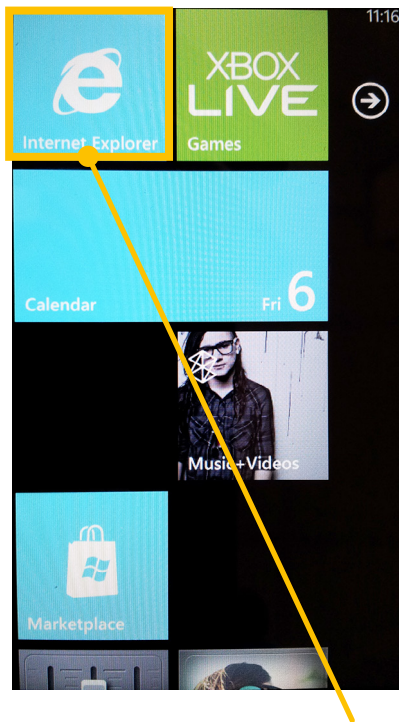 11:16
XBOX
LIVE
Internet Explorer
Games
Calendar
Fri 6
Music+Videos
Marketplace